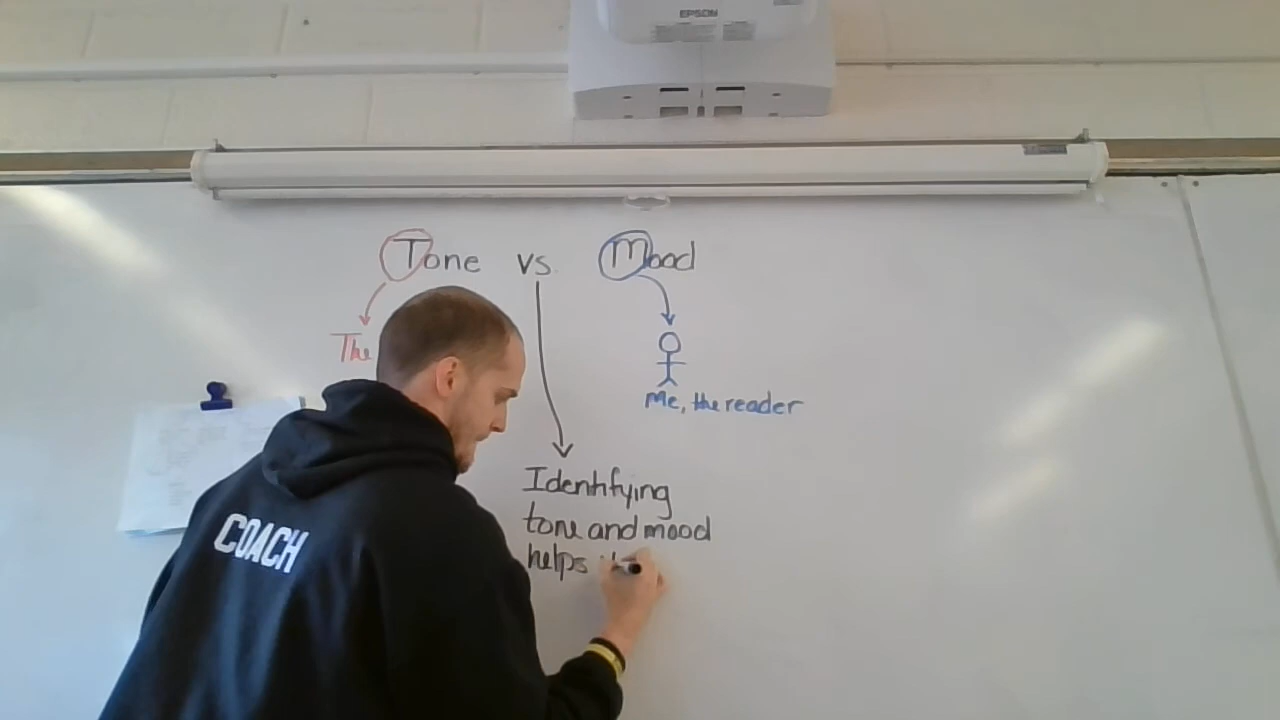 EPSON
Tone vs. Mood
The
Me, the reader
Identifying
tone and mood
helps
COACH